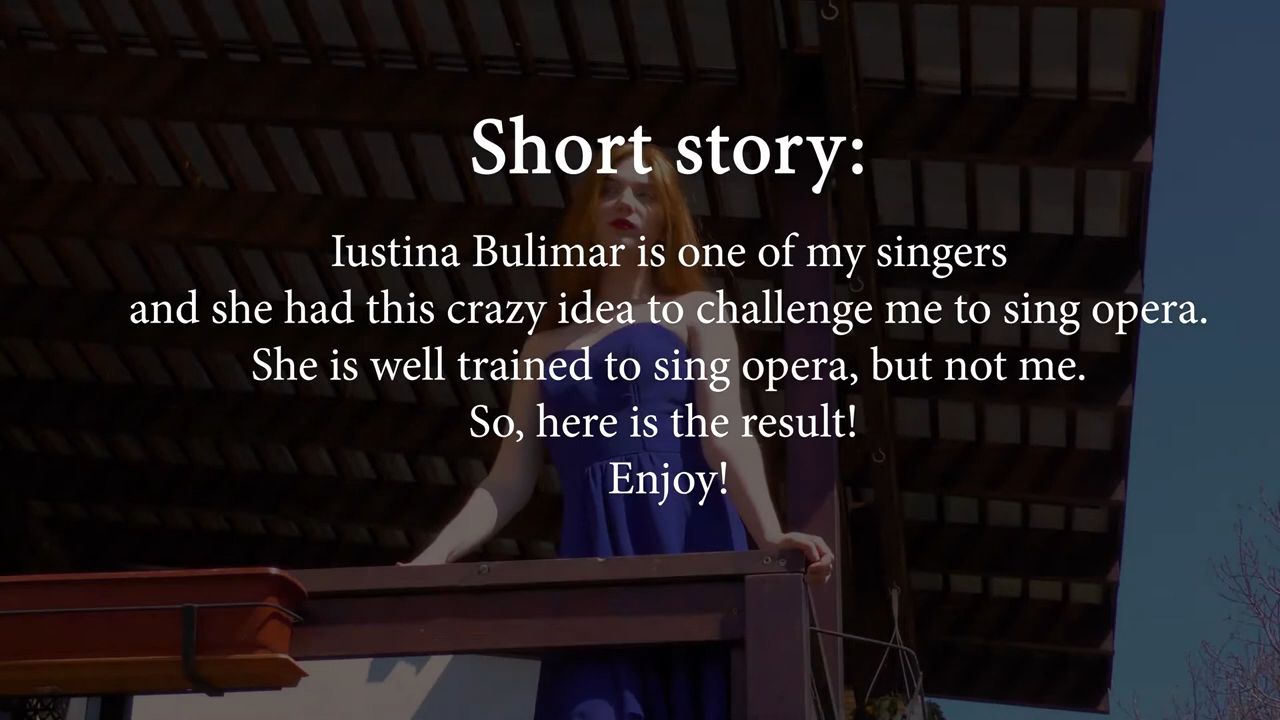 Short story:
Iustina Bulimar is one of my singers
and she had this crazy idea to challenge me to sing opera.
She is well trained to sing opera, but not me.
So, here is the result!
Enjoy!